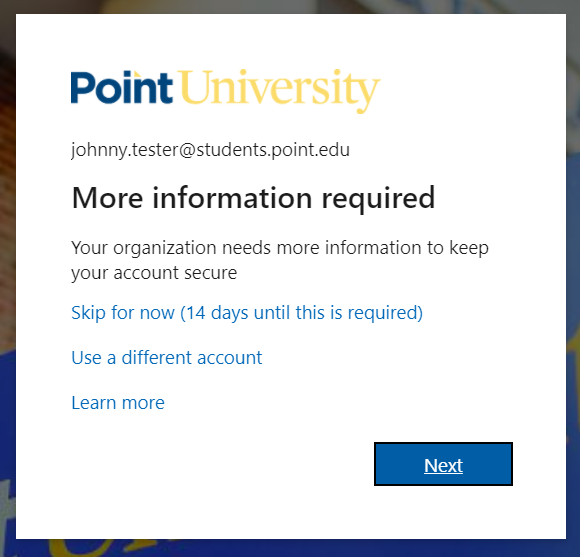 Point University
johnny.tester@students.point.edu
More information required
Your organization needs more information to keep
your account secure
Skip for now (14 days until this is required)
Use a different account
Learn more
Next